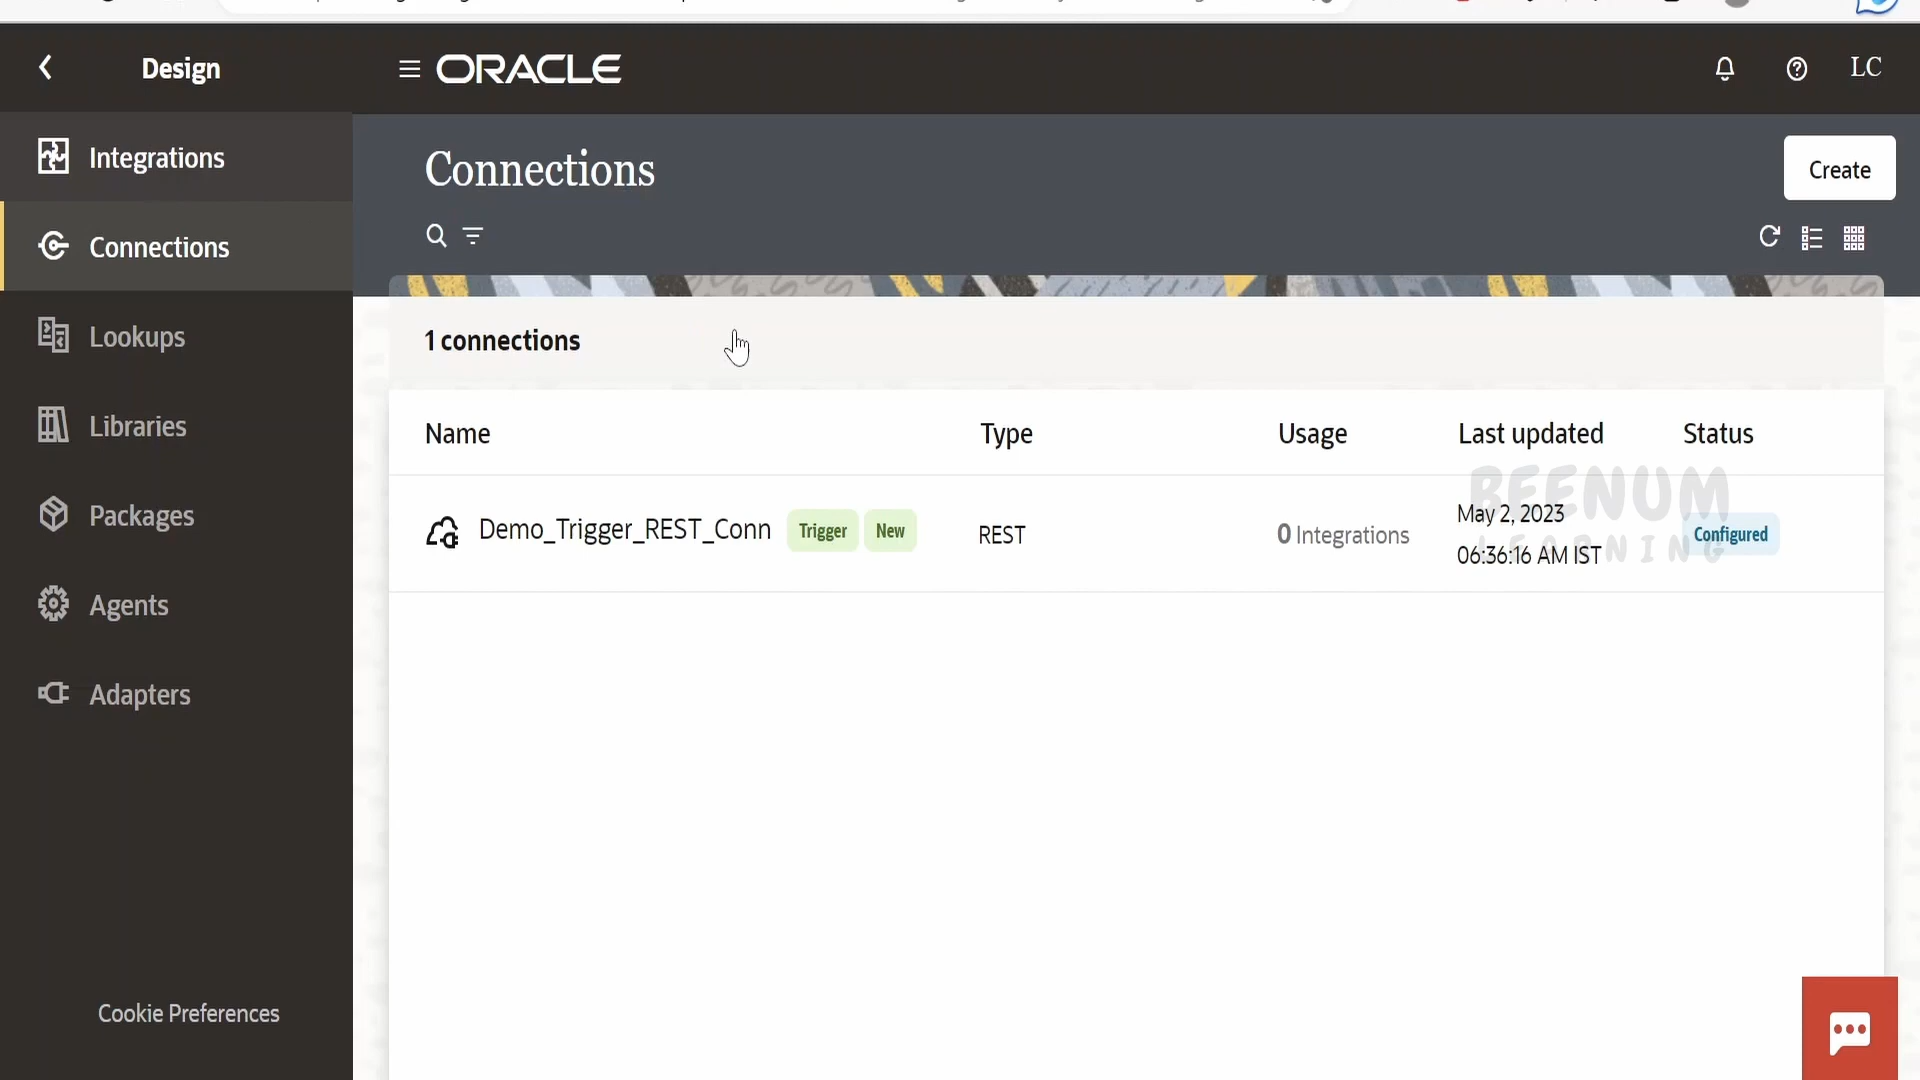 Design
ORACLE
LC
Integrations
Connections
Create
Connections
1 connections
Lookups
Name Type Usage Last updated Status
Libraries
BEENUM
LEARNING
Demo_Trigger_REST_Conn Trigger New REST 0 Integrations May 2, 2023 Configured
06:36:16 AM IST
Packages
Agents
Adapters
Cookie Preferences